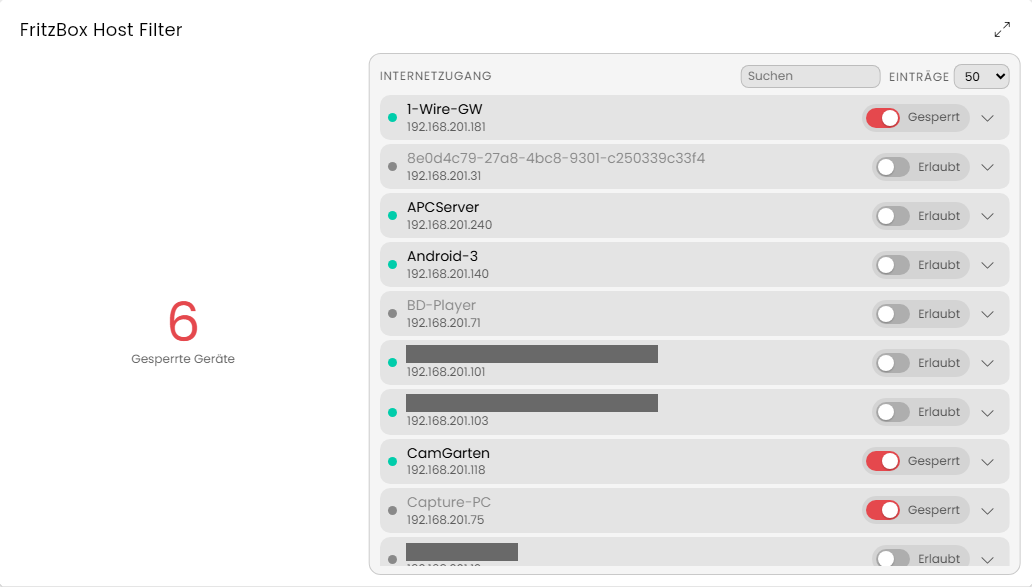 FritzBox Host Filter
INTERNETZUGANG
Suchen
EINTRÄGE
50
1-Wire-GW
192.168.201.181
Gesperrt
8e0d4c79-27a8-4bc8-9301-c250339c33f4
192.168.201.31
Erlaubt
APCServer
192.168.201.240
Erlaubt
Android-3
192.168.201.140
Erlaubt
BD-Player
192.168.201.71
Erlaubt
192.168.201.101
Erlaubt
192.168.201.103
Erlaubt
CamGarten
192.168.201.118
Gesperrt
Capture-PC
192.168.201.75
Gesperrt
Erlaubt
6
Gesperrte Geräte